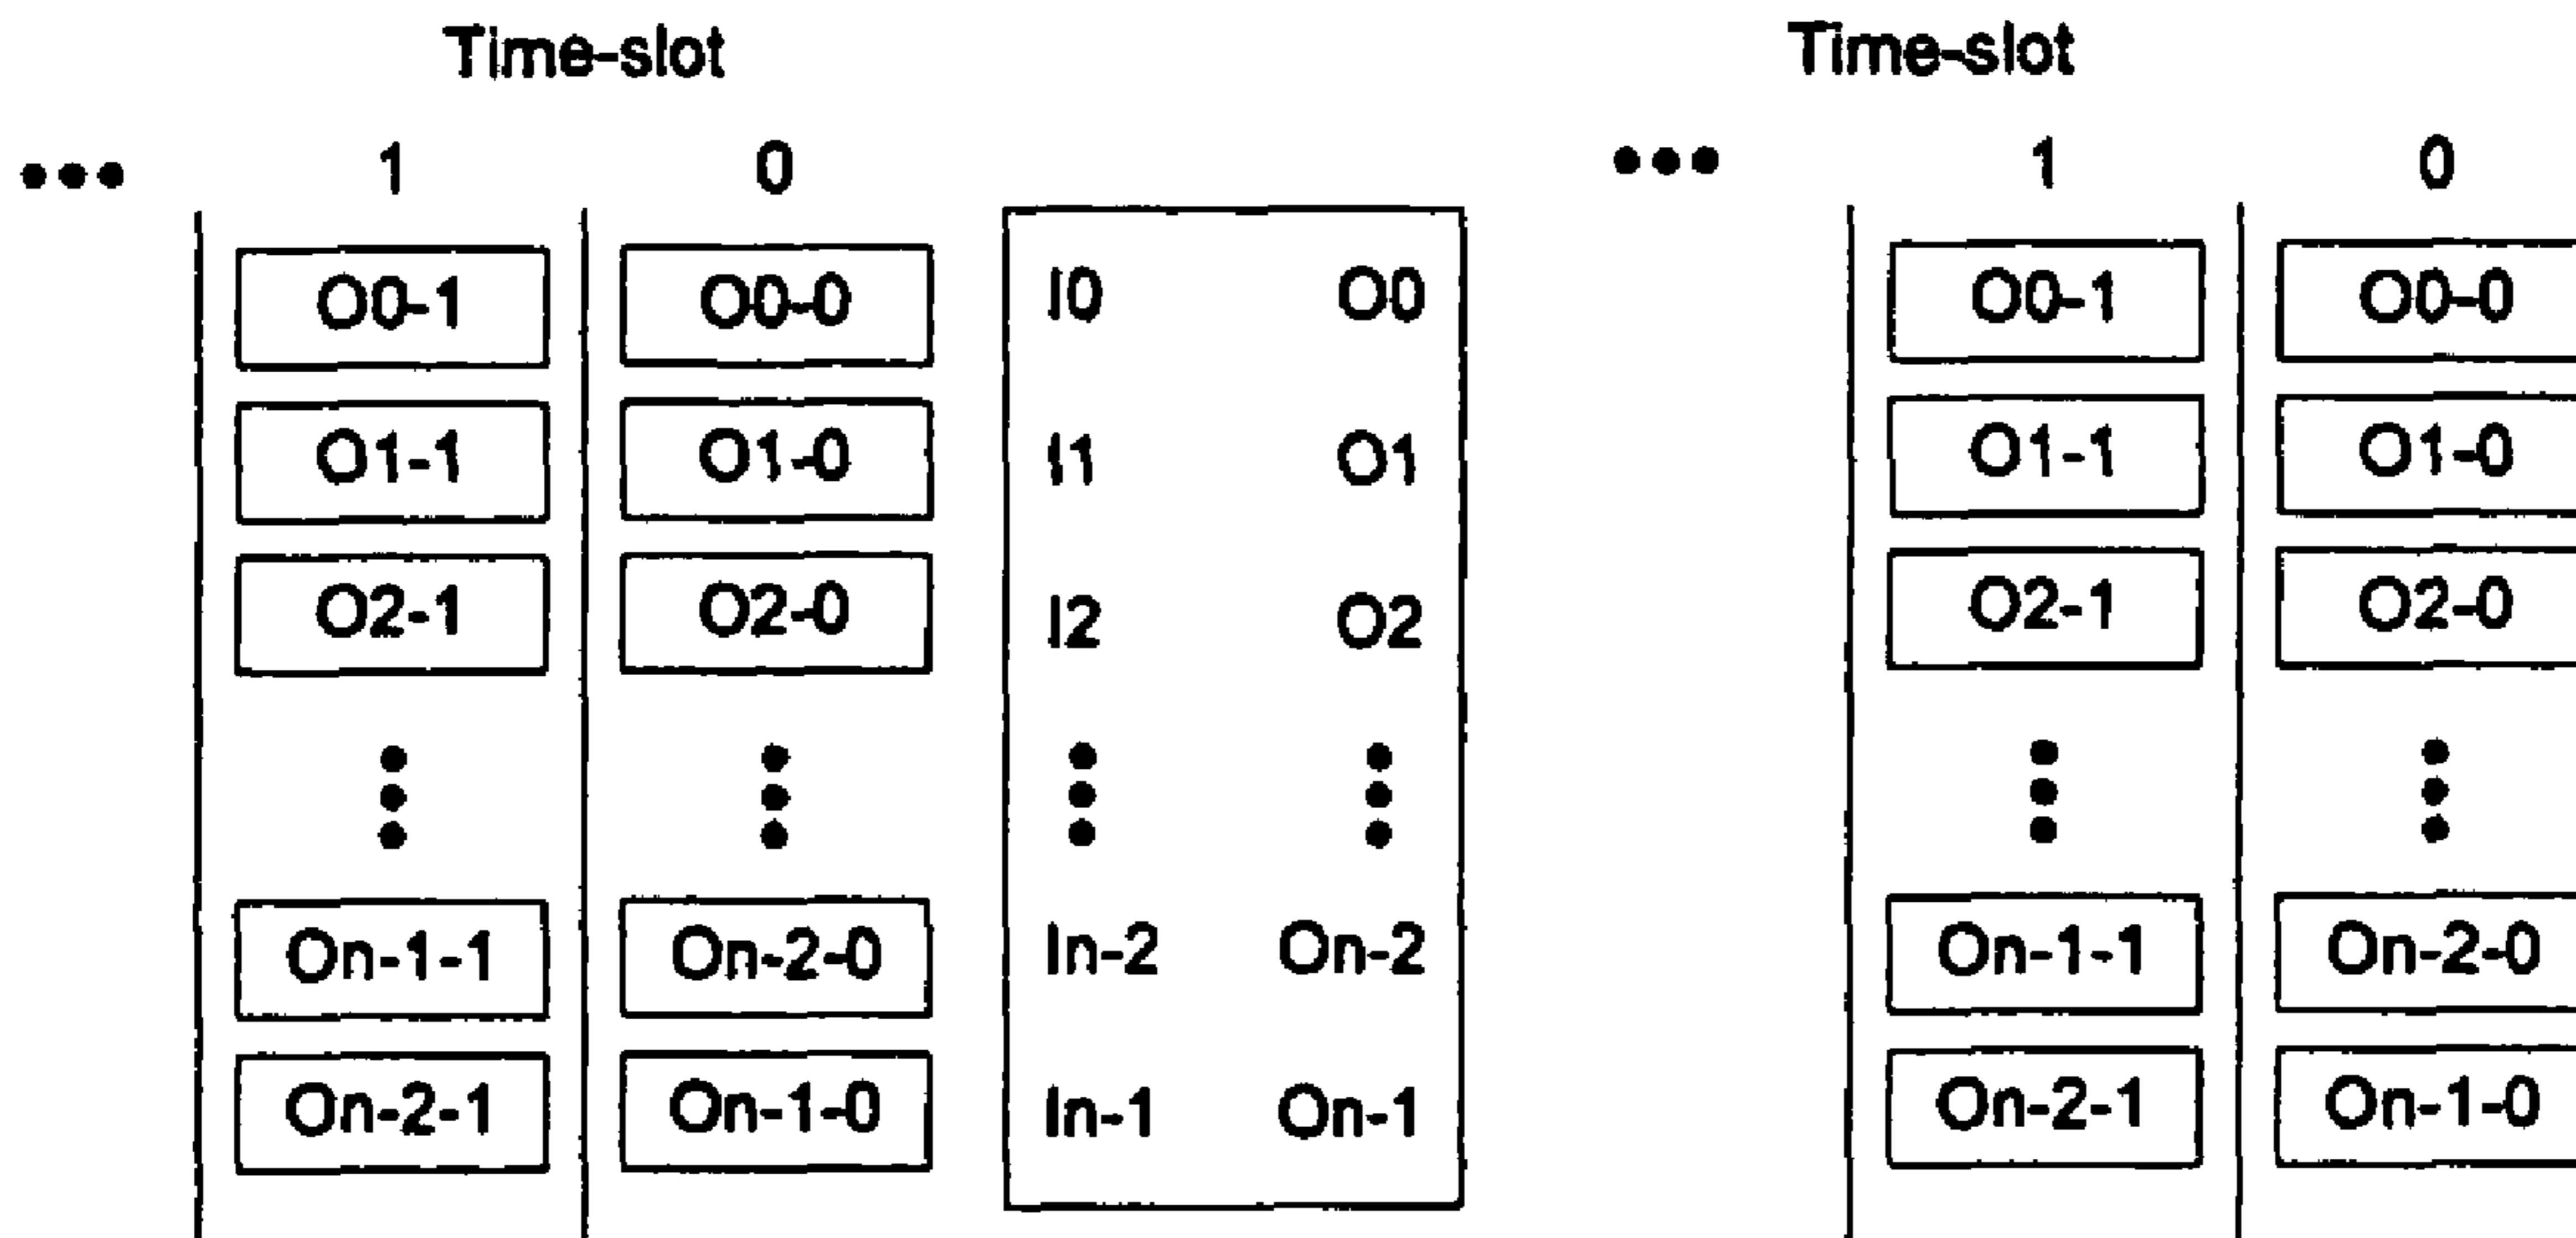 Time-slot Time-slot
••• 1 0 ••• 1 0
O0-1 O0-0 I0 O0 O0-1 O0-0
O1-1 O1-0 I1 O1 O1-1 O1-0
O2-1 O2-0 I2 O2 O2-1 O2-0
On-1-1 On-2-0 In-2 On-2 On-1-1 On-2-0
On-2-1 On-1-0 In-1 On-1 On-2-1 On-1-0